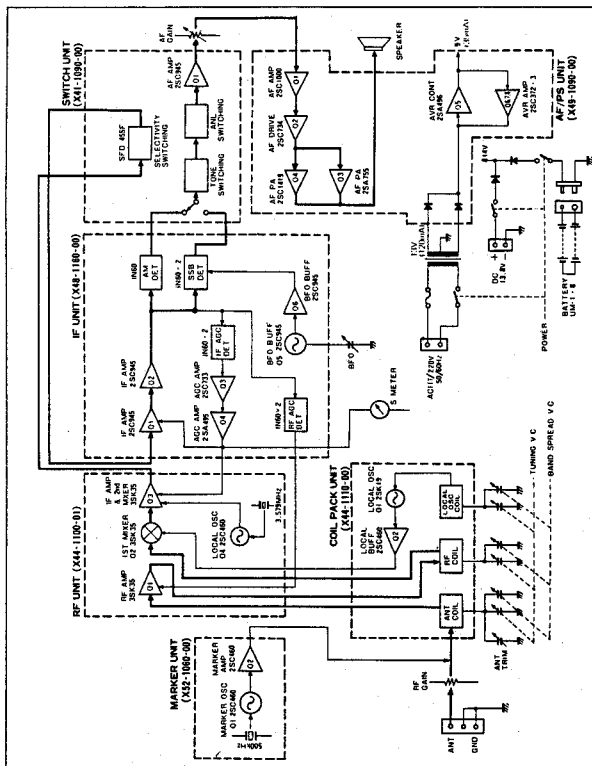 MARKER UNIT
(X52-1060-00)
500kHz
MARKER OSC
Q1 2SC460
MARKER
AMP
2SC460
Q2
RF UNIT (X44-1100-01)
RF AMP
3SK35
Q1
1ST MIXER
Q2 3SK35
IF AMP
& 2nd
MIXER
3SK35
Q3
LOCAL OSC
Q4 2SC460
3.579MHz
COIL PACK UNIT
(X44-1110-00)
LOCAL OSC
Q1 2SK19
LOCAL
BUFF
2SC460
Q2
ANT
COIL
RF
COIL
LOCAL
OSC
COIL
ANT
TRIM
TUNING V C
BAND SPREAD V C
RF
GAIN
ANT
GND
IF UNIT (X48-1160-00)
IF AMP
2SC945
Q1
IF AMP
2SC945
Q2
IN60
AM
DET
IN60-2
SSB
DET
IN60-2
IF AGC
DET
AGC AMP
2SC733
Q3
AGC AMP
2SA495
Q4
IN60×2
RF AGC
DET
BFO BUFF
Q5 2SC945
BFO BUFF
2SC945
Q6
BFO
S METER
SWITCH UNIT
(X41-1090-00)
SFD 455F
SELECTIVITY
SWITCHING
TONE
SWITCHING
ANL
SWITCHING
AF AMP
2SC945
Q1
AF
GAIN
AF AMP
2SC1000
Q1
AF DRIVE
2SC734
Q2
AF PA
2SC1419
Q4
AF PA
2SA755
Q3
SPEAKER
AVR CONT
2SA496
Q5
9V
AVR AMP
2SC372-3
AF/PS UNIT
(X49-1090-00)
13V
(120mA)
14V
AC117/220V
50/60Hz
DC
13.8V
+
-
POWER
BATTERY
UM-1-8